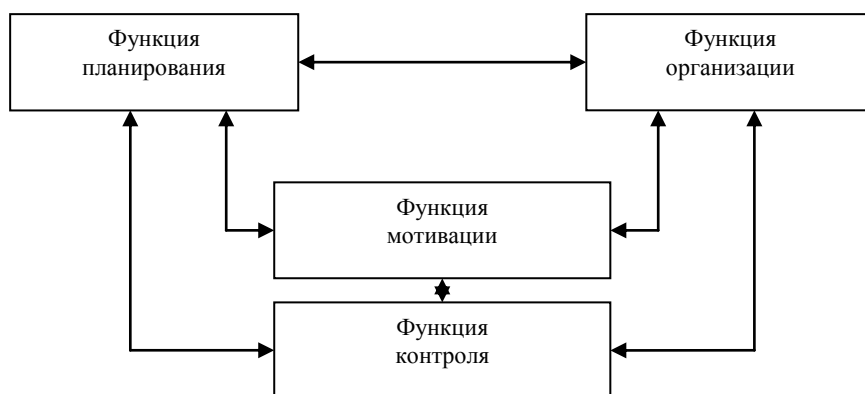 Функция
планирования
Функция
организации
Функция
мотивации
Функция
контроля